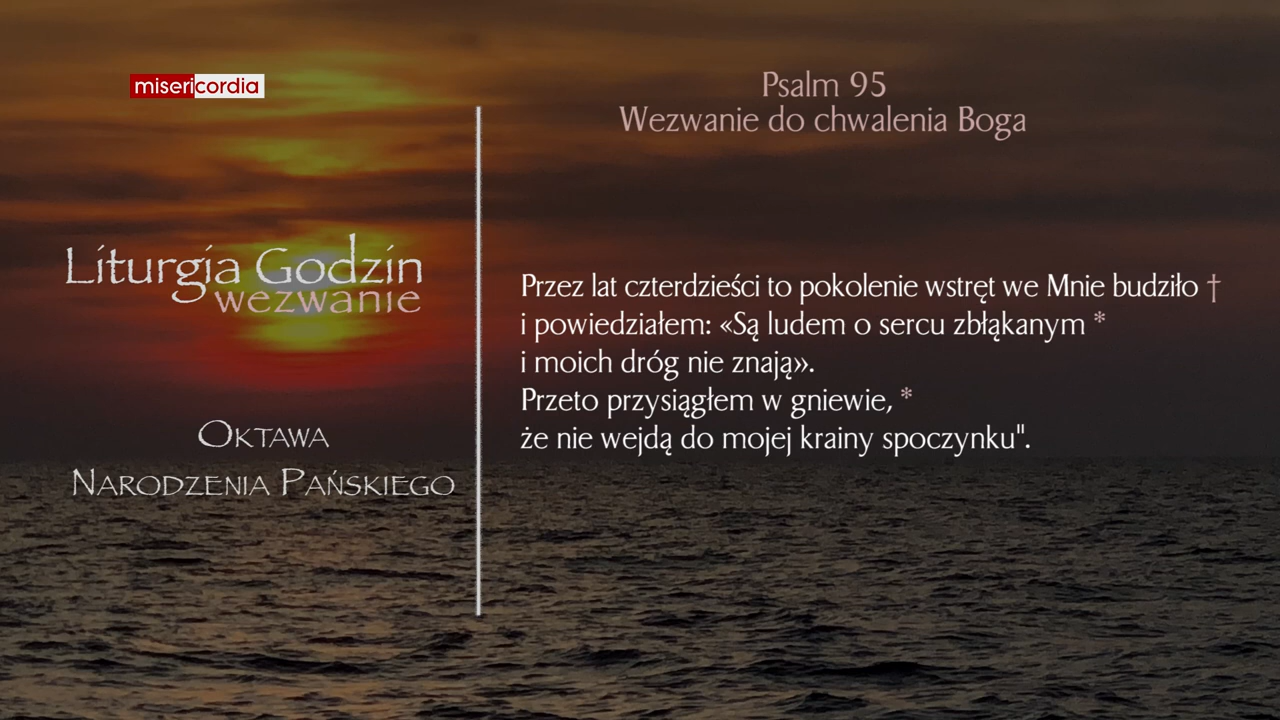 misericordia
Liturgia Godzin
wezwanie
Oktawa
Narodzenia Pańskiego
Psalm 95
Wezwanie do chwalenia Boga
Przez lat czterdzieści to pokolenie wstręt we Mnie budziło †
i powiedziałem: «Są ludem o sercu zbłąkanym *
i moich dróg nie znają».
Przeto przysiągłem w gniewie, *
że nie wejdą do mojej krainy spoczynku".